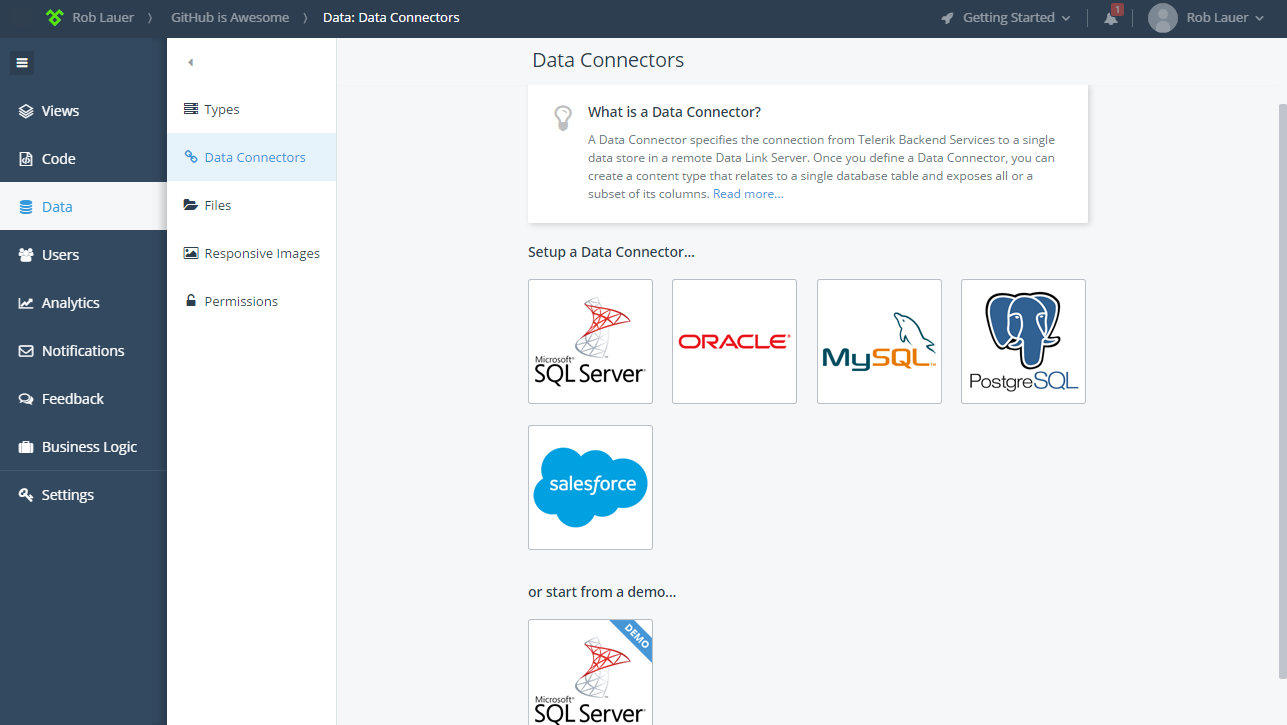 Rob Lauer 〉 GitHub is Awesome 〉 Data: Data Connectors
Getting Started
1
Rob Lauer
Views
Code
Data
Users
Analytics
Notifications
Feedback
Business Logic
Settings
Types
Data Connectors
Files
Responsive Images
Permissions
Data Connectors
What is a Data Connector?
A Data Connector specifies the connection from Telerik Backend Services to a single
data store in a remote Data Link Server. Once you define a Data Connector, you can
create a content type that relates to a single database table and exposes all or a
subset of its columns. Read more...
Setup a Data Connector...
Microsoft®
SQL Server®
ORACLE®
MySQL™
PostgreSQL
salesforce
or start from a demo...
DEMO
Microsoft®
SQL Server®